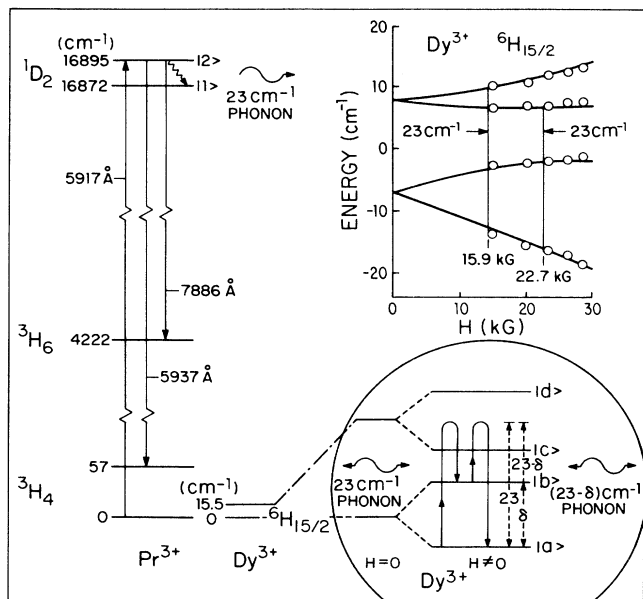 (cm⁻¹)
¹D₂
16895
|2>
16872
|1>
23 cm⁻¹
PHONON
5917 Å
7886 Å
³H₆
4222
5937 Å
57
³H₄
0
(cm⁻¹)
15.5
0
⁶H₁₅/₂
Pr³⁺
Dy³⁺
Dy³⁺ ⁶H₁₅/₂
ENERGY (cm⁻¹)
20
10
0
-10
-20
23cm⁻¹
23cm⁻¹
15.9 kG
22.7 kG
0
10
20
30
H (kG)
|d>
|c>
|b>
|a>
23 cm⁻¹
PHONON
23
23-δ
δ
(23-δ)cm⁻¹
PHONON
H=0
H≠0
Dy³⁺